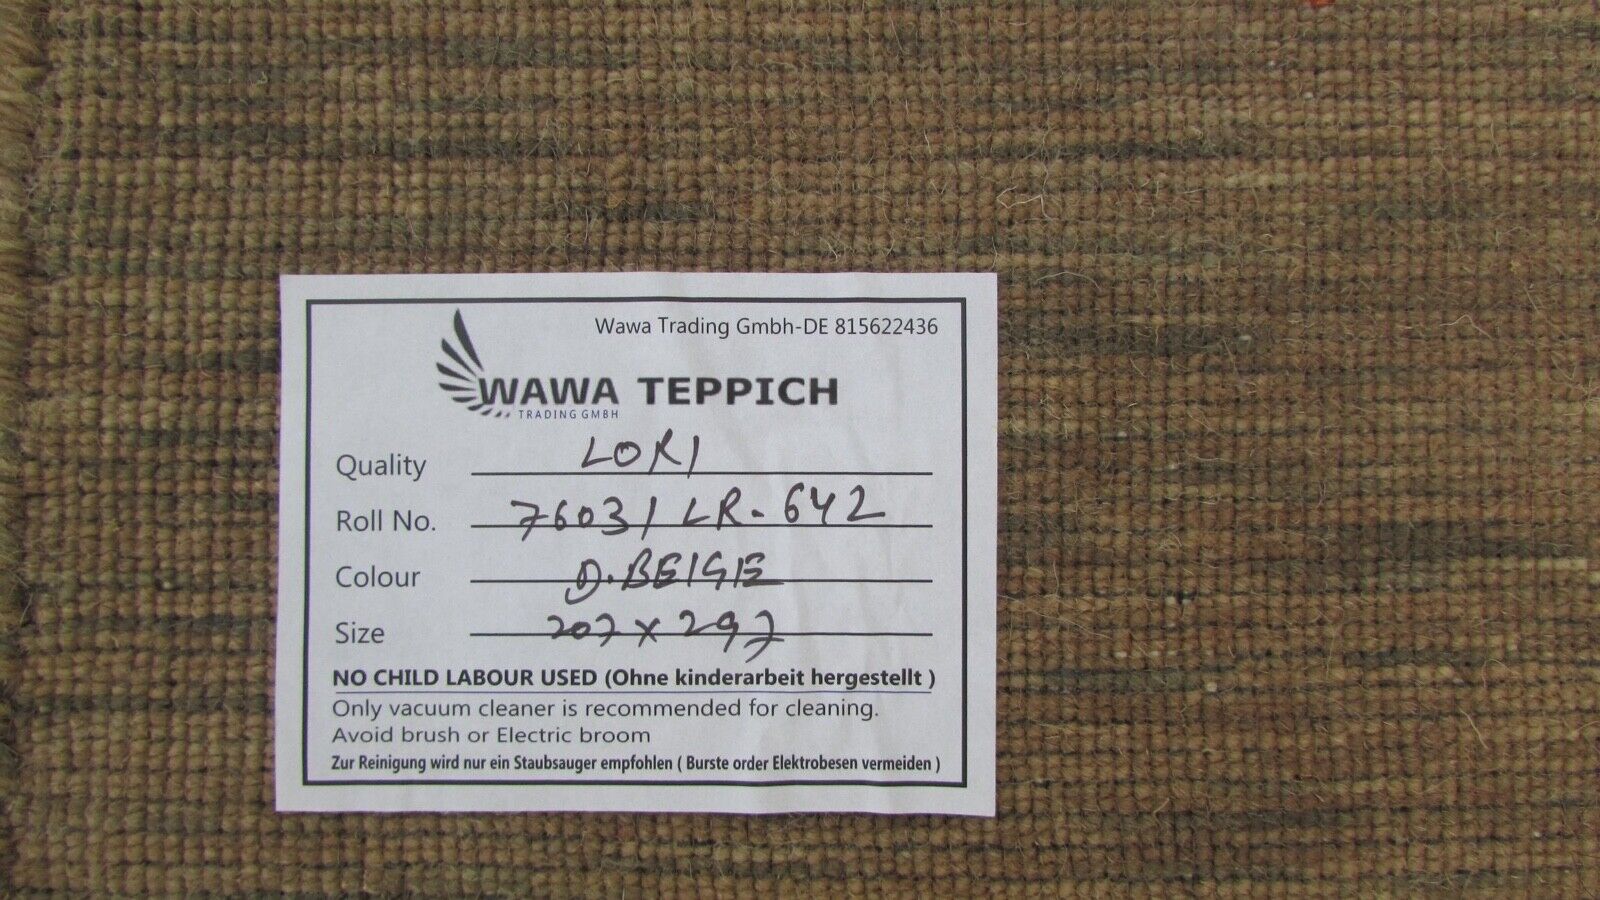 Wawa Trading Gmbh-DE 815622436
WAWA TEPPICH
TRADING GMBH
Quality LORI
Roll No. 7603/ LR-642
Colour D.BEIGE
Size 207 x 297
NO CHILD LABOUR USED (Ohne kinderarbeit hergestellt )
Only vacuum cleaner is recommended for cleaning.
Avoid brush or Electric broom
Zur Reinigung wird nur ein Staubsauger empfohlen ( Burste order Elektrobesen vermeiden )